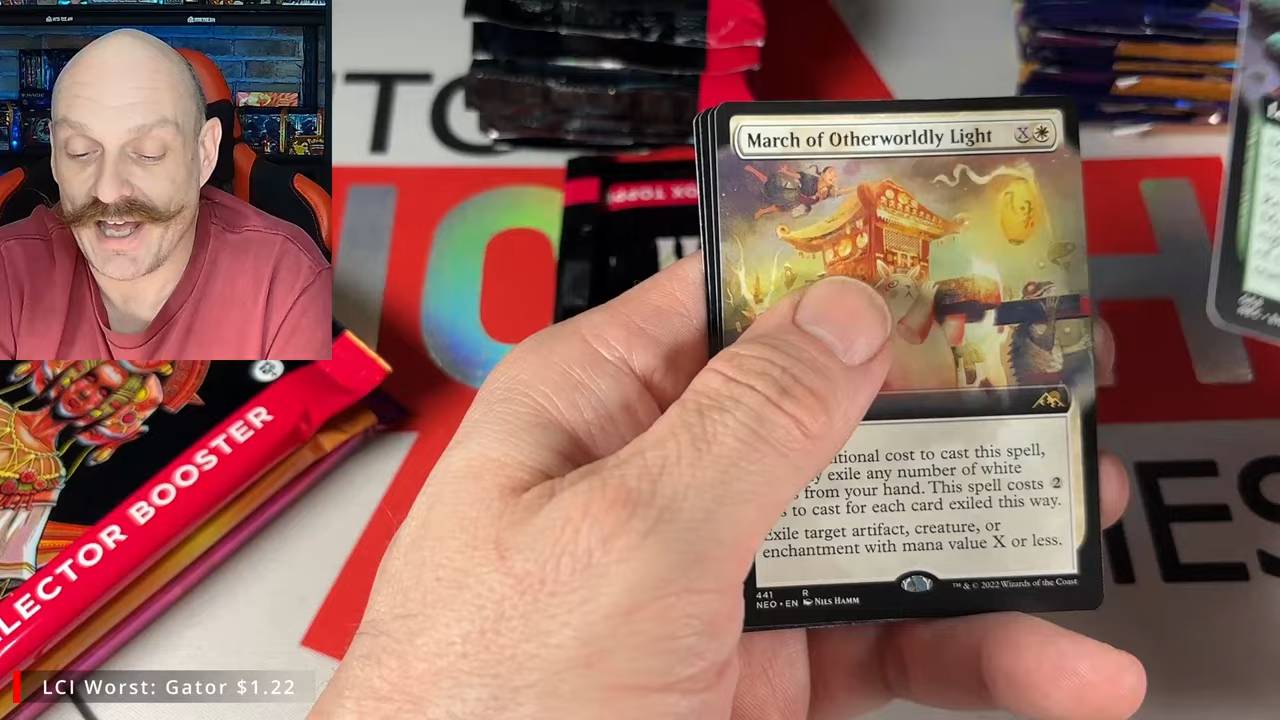 March of Otherworldly Light X
itional cost to cast this spell,
y exile any number of white
s from your hand. This spell costs 2
s to cast for each card exiled this way.
Exile target artifact, creature, or
enchantment with mana value X or less.
441 R
NEO • EN NILS HAMM
™ & © 2022 Wizards of the Coast
LECTOR BOOSTER
LCI Worst: Gator $1.22